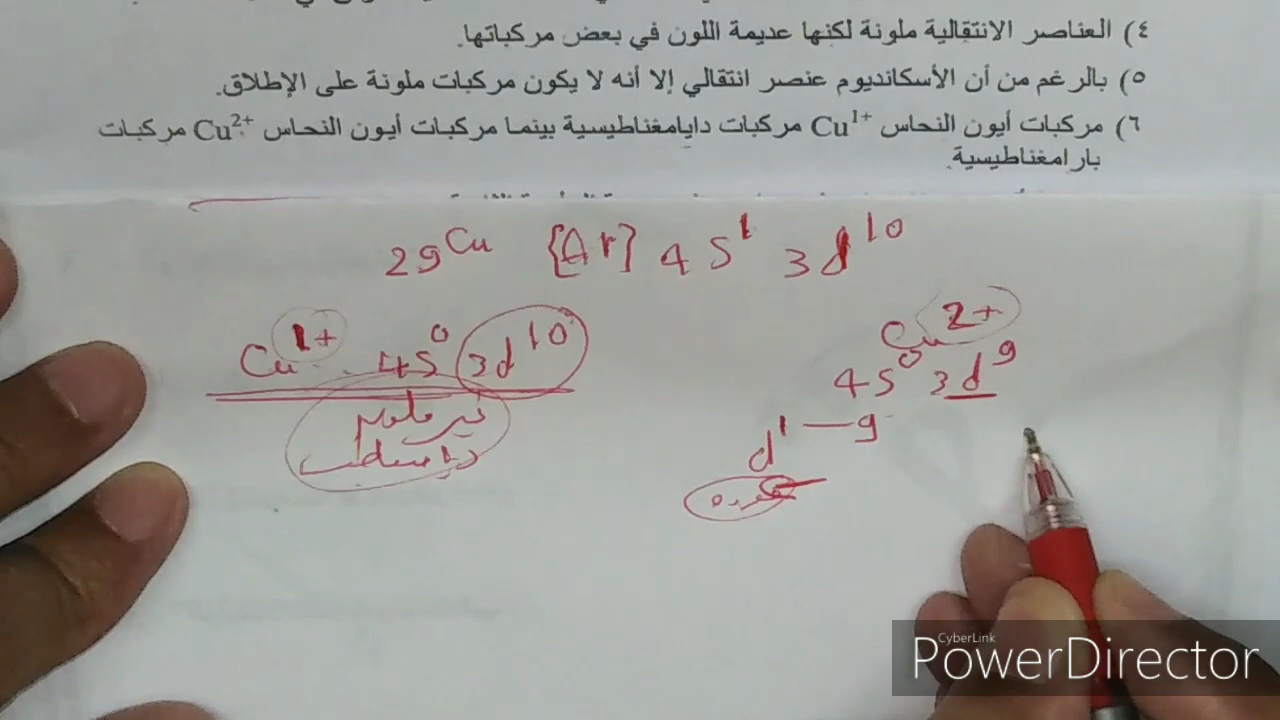 ٤) العناصر الانتقالية ملونة لكنها عديمة اللون في بعض مركباتها.
٥) بالرغم من أن الأسكانديوم عنصر انتقالي إلا أنه لا يكون مركبات ملونة على الإطلاق.
٦) مركبات أيون النحاس Cu¹⁺ مركبات دايامغناطيسية بينما مركبات أيون النحاس Cu²⁺ مركبات
بارامغناطيسية.
29Cu [Ar] 4S¹ 3d¹⁰
Cu¹⁺ 4S⁰ 3d¹⁰
غير ملون
Cu²⁺
4S⁰ 3d⁹
d¹⁻⁹
CyberLink
PowerDirector